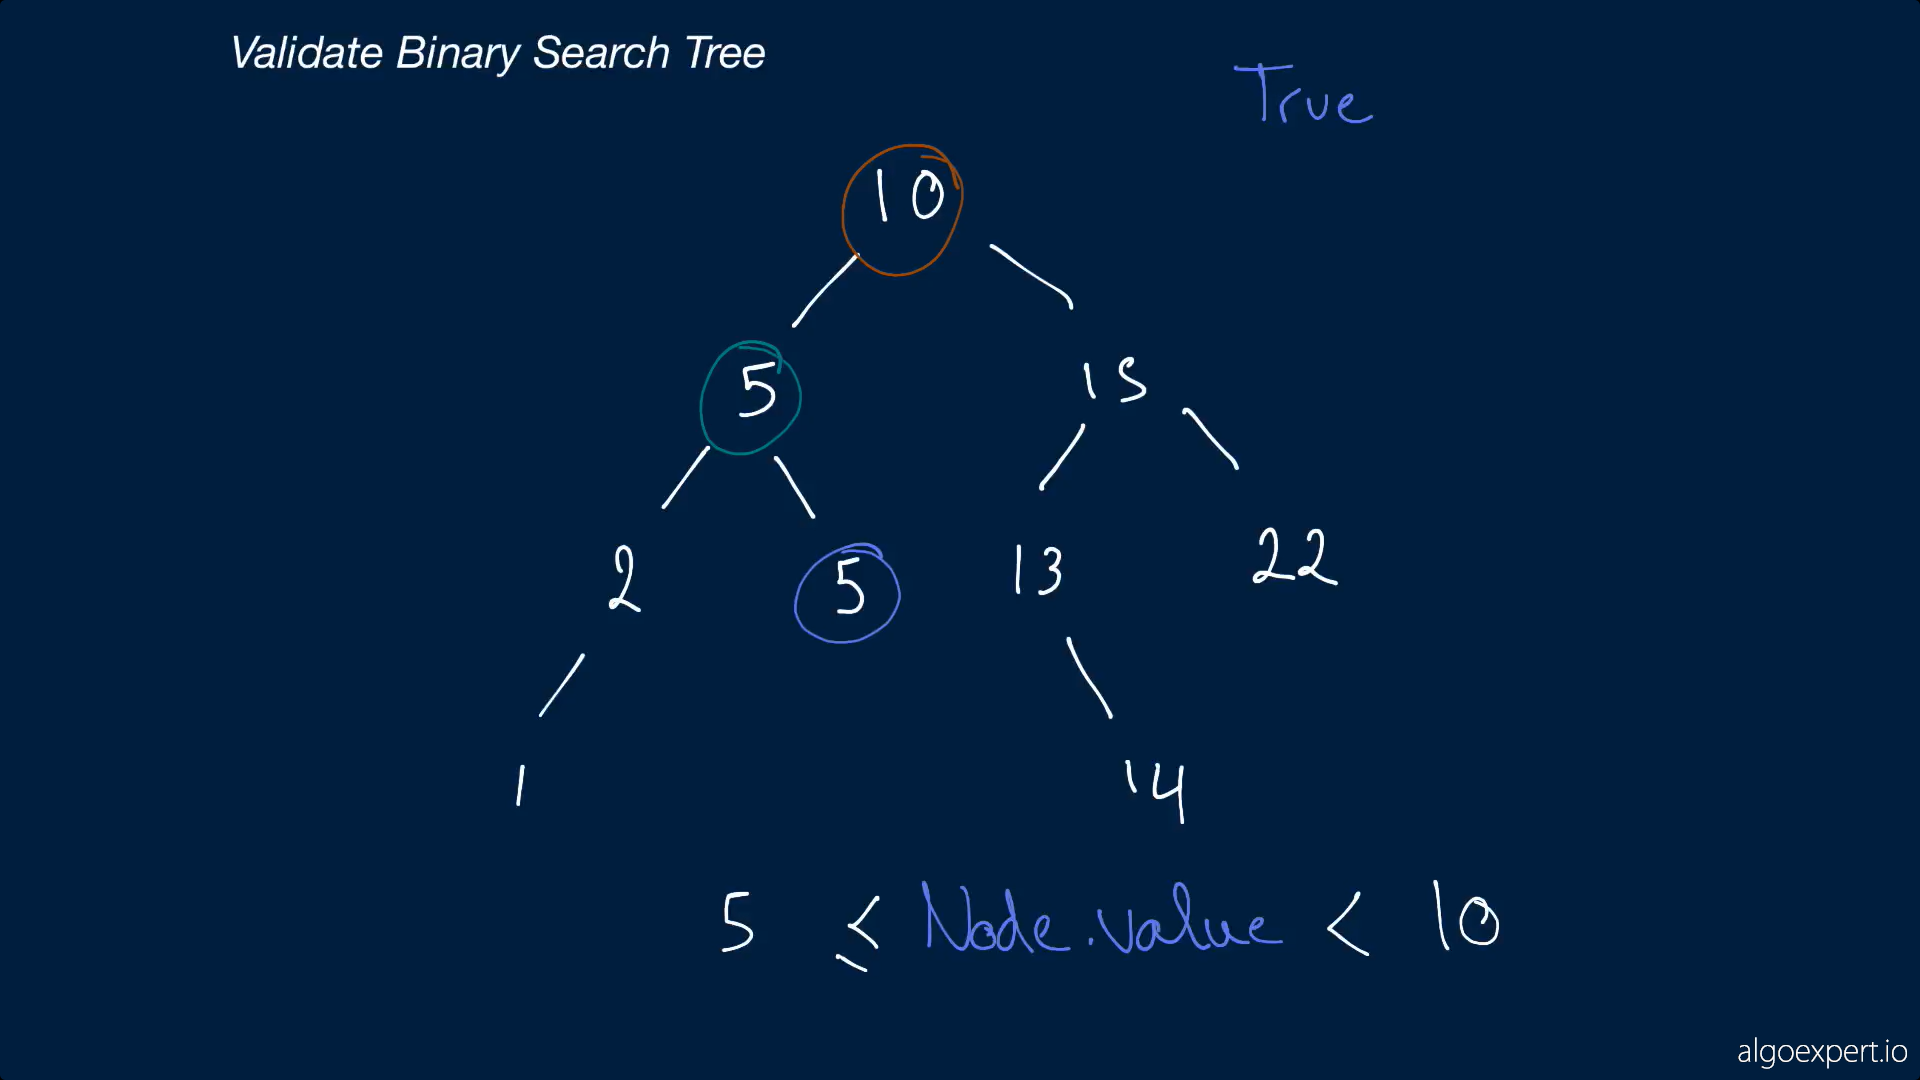 Validate Binary Search Tree
True
10
5 15
2 5 13 22
1 14
5 ≤ Node.value < 10
algoexpert.io